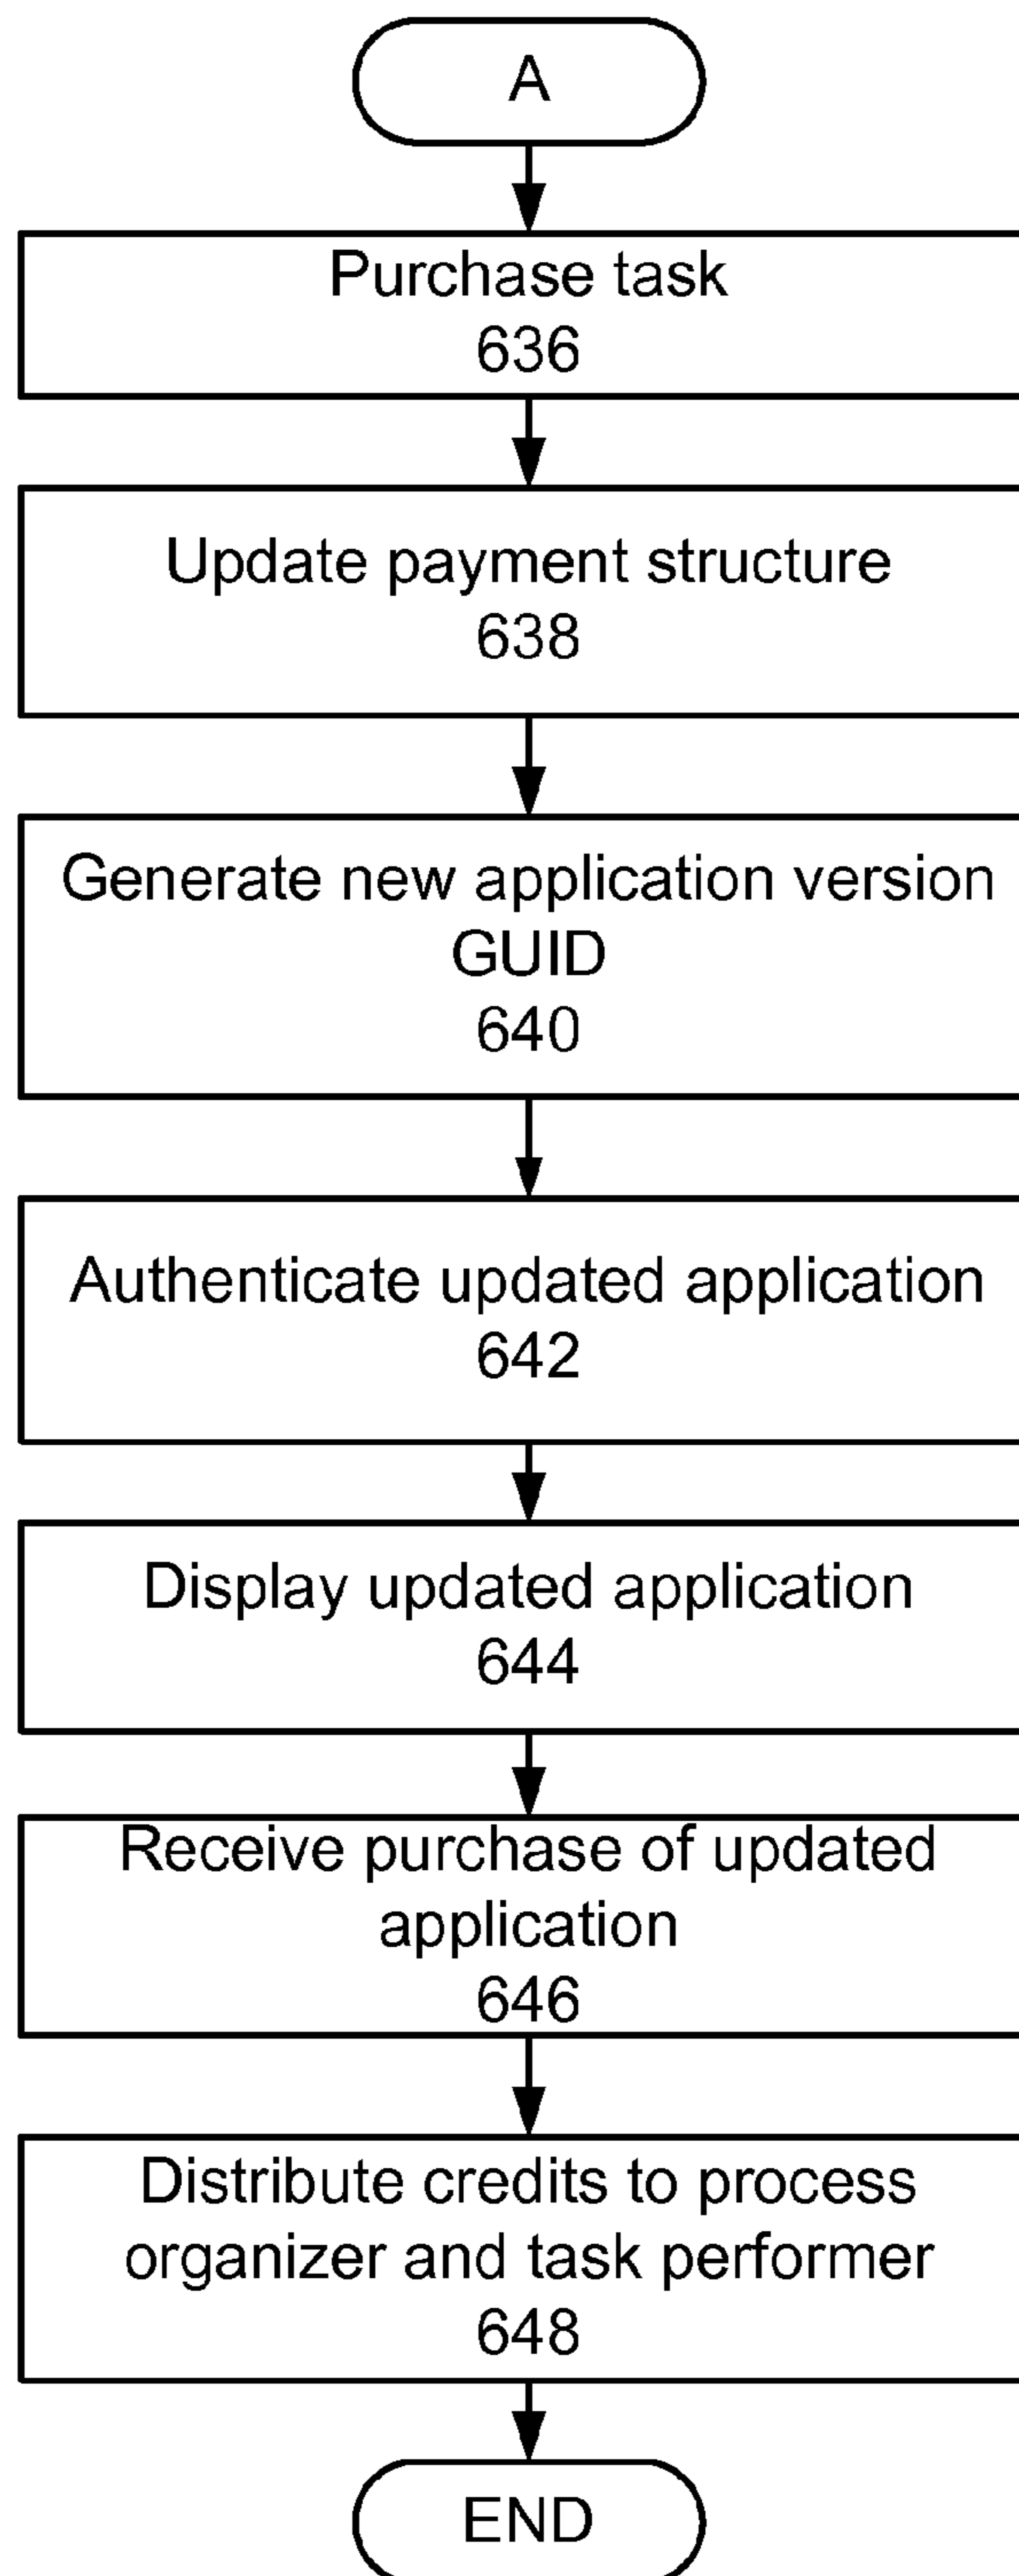 A
Purchase task
636
Update payment structure
638
Generate new application version
GUID
640
Authenticate updated application
642
Display updated application
644
Receive purchase of updated
application
646
Distribute credits to process
organizer and task performer
648
END